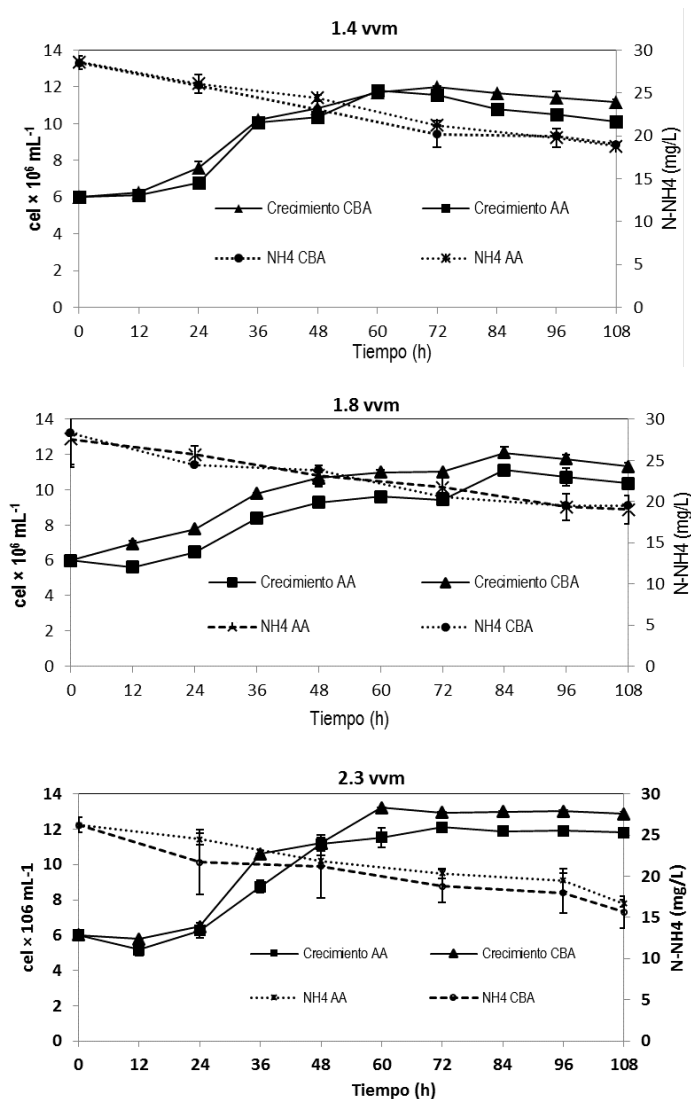 1.4 vvm
14
12
10
8
6
4
2
0
cel × 10⁶ mL-1
30
25
20
15
10
5
0
N-NH4 (mg/L)
Crecimiento CBA
Crecimiento AA
NH4 CBA
NH4 AA
0 12 24 36 48 60 72 84 96 108
Tiempo (h)
1.8 vvm
14
12
10
8
6
4
2
0
cel × 10⁶ mL-1
30
25
20
15
10
5
0
N-NH4 (mg/L)
Crecimiento AA
Crecimiento CBA
NH4 AA
NH4 CBA
0 12 24 36 48 60 72 84 96 108
Tiempo (h)
2.3 vvm
14
12
10
8
6
4
2
0
cel × 106 mL-1
30
25
20
15
10
5
0
N-NH4 (mg/L)
Crecimiento AA
Crecimiento CBA
NH4 AA
NH4 CBA
0 12 24 36 48 60 72 84 96 108
Tiempo (h)